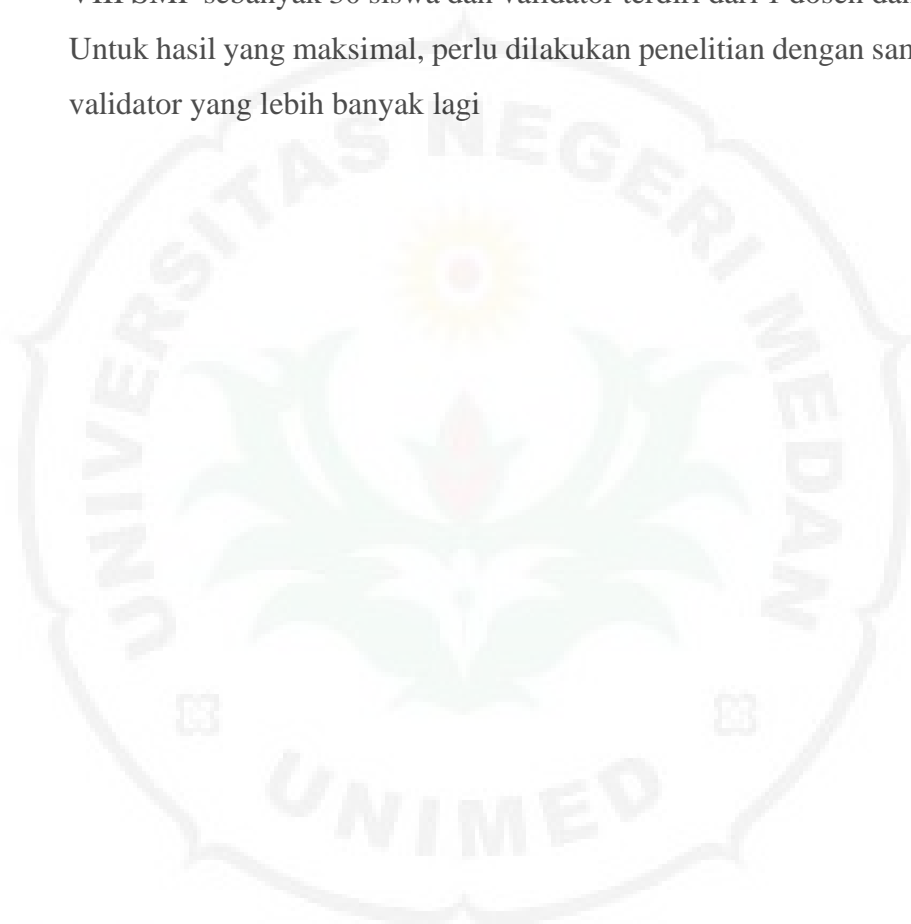 VIII SMP sebanyak 30 siswa dan validator terdiri dari 1 dosen dan
Untuk hasil yang maksimal, perlu dilakukan penelitian dengan
validator yang lebih banyak lagi
UNIVERSITAS NEGERI MEDAN
UNIMED